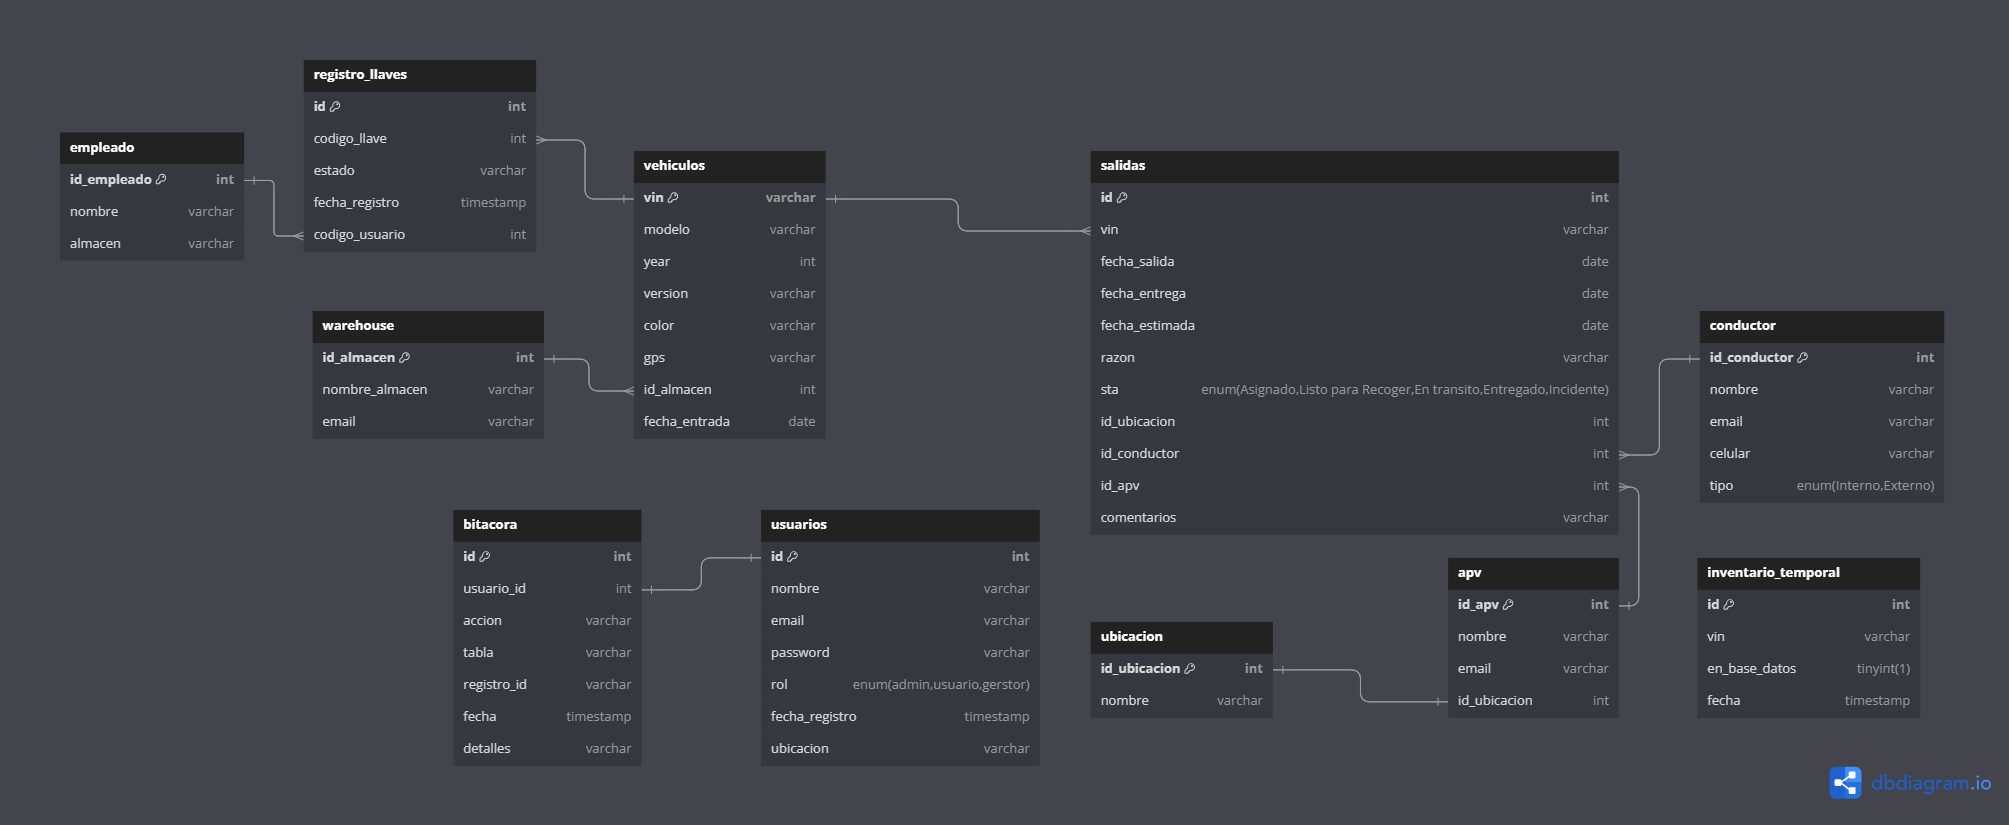 registro_llaves
id int
codigo_llave int
estado varchar
fecha_registro timestamp
codigo_usuario int
empleado
id_empleado int
nombre varchar
almacen varchar
vehiculos
vin varchar
modelo varchar
year int
version varchar
color varchar
gps varchar
id_almacen int
fecha_entrada date
warehouse
id_almacen int
nombre_almacen varchar
email varchar
salidas
id int
vin varchar
fecha_salida date
fecha_entrega date
fecha_estimada date
razon varchar
sta enum(Asignado,Listo para Recoger,En transito,Entregado,Incidente)
id_ubicacion int
id_conductor int
id_apv int
comentarios varchar
conductor
id_conductor int
nombre varchar
email varchar
celular varchar
tipo enum(Interno,Externo)
bitacora
id int
usuario_id int
accion varchar
tabla varchar
registro_id varchar
fecha timestamp
detalles varchar
usuarios
id int
nombre varchar
email varchar
password varchar
rol enum(admin,usuario,gerstor)
fecha_registro timestamp
ubicacion varchar
ubicacion
id_ubicacion int
nombre varchar
apv
id_apv int
nombre varchar
email varchar
id_ubicacion int
inventario_temporal
id int
vin varchar
en_base_datos tinyint(1)
fecha timestamp
dbdiagram.io